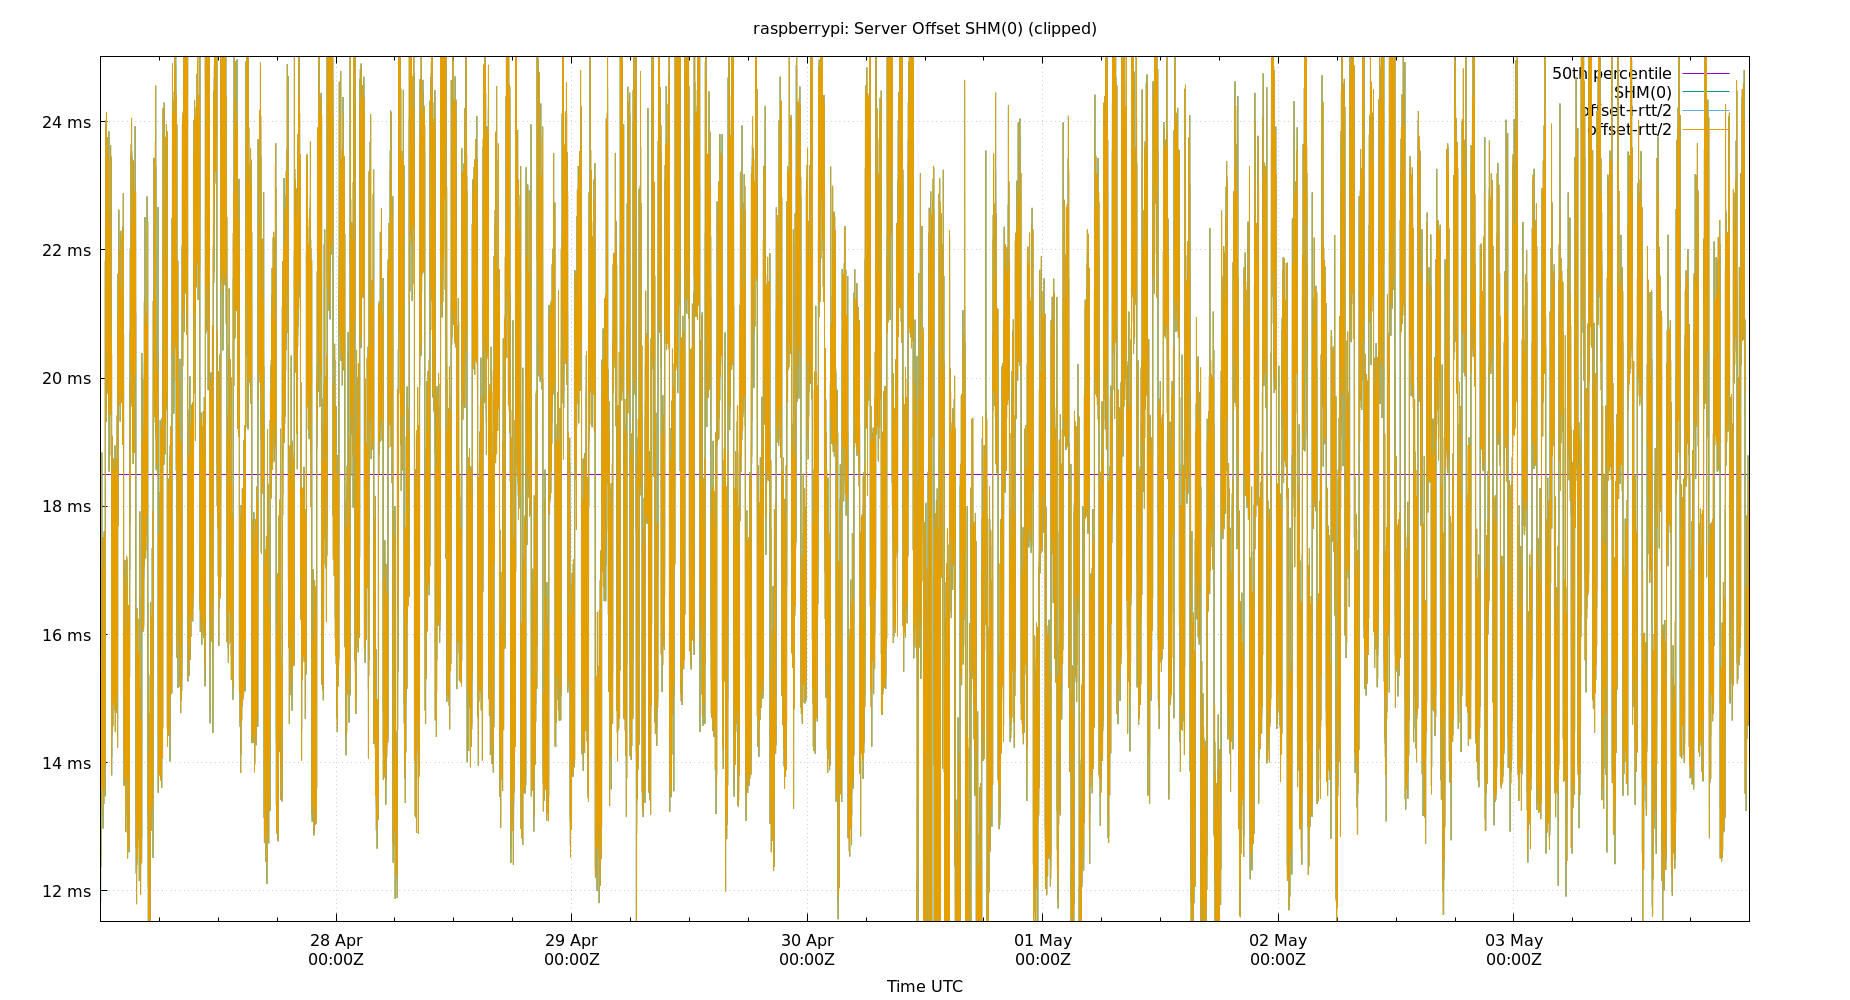 raspberrypi: Server Offset SHM(0) (clipped)
50th percentile
SHM(0)
offset+rtt/2
offset-rtt/2
24 ms
22 ms
20 ms
18 ms
16 ms
14 ms
12 ms
28 Apr 29 Apr 30 Apr 01 May 02 May 03 May
00:00Z 00:00Z 00:00Z 00:00Z 00:00Z 00:00Z
Time UTC